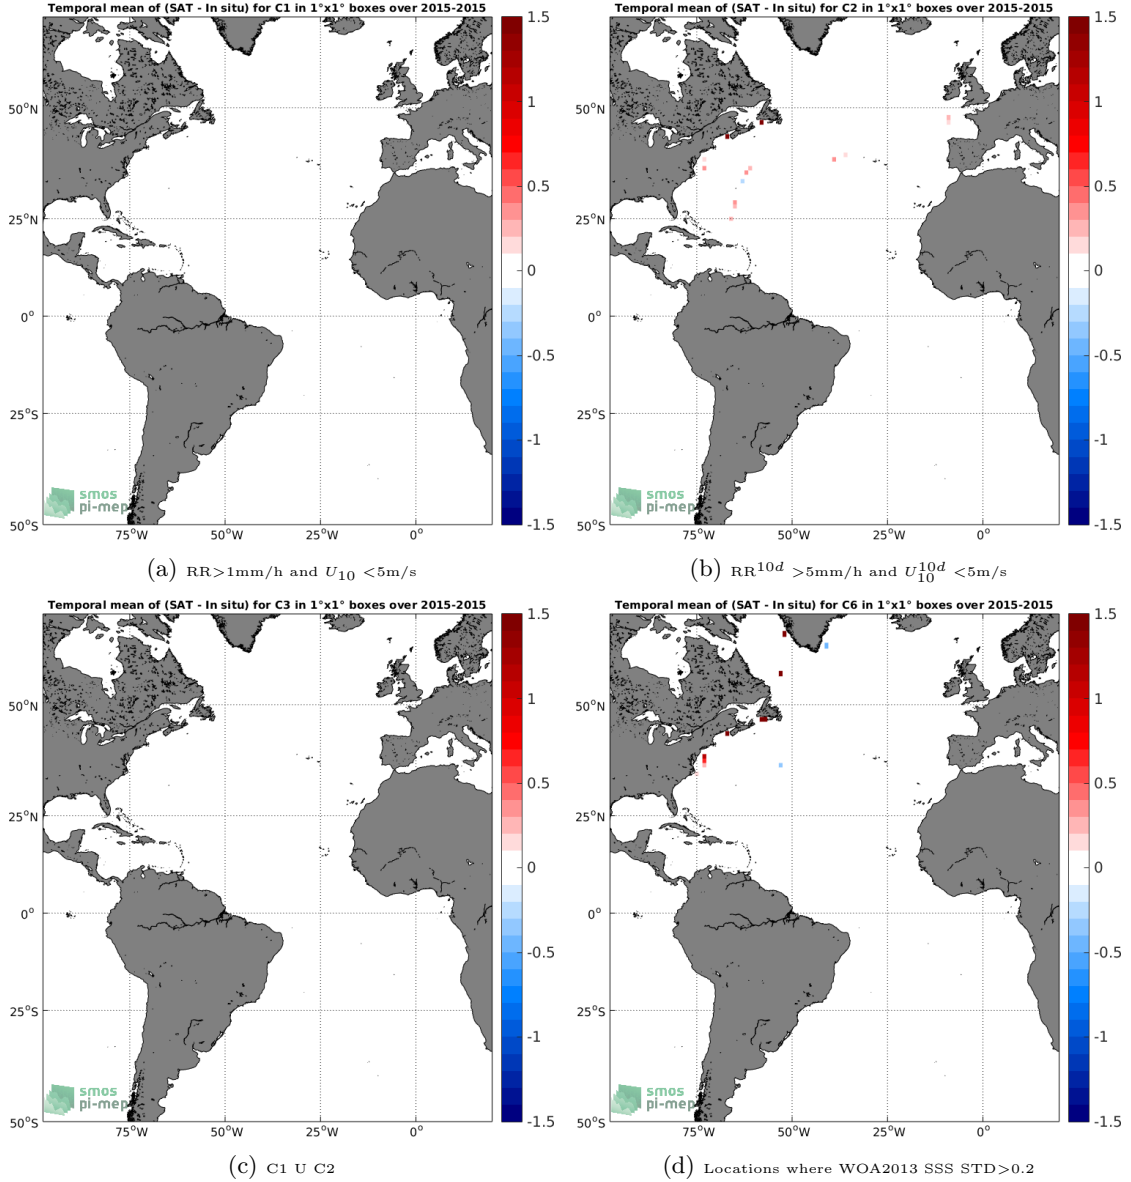 Temporal mean of (SAT - In situ) for C1 in 1°x1° boxes over 2015-2015
1.5
1
0.5
0
-0.5
-1
-1.5
50°N
25°N
0°
25°S
50°S
75°W
50°W
25°W
0°
smos
pi-mep
(a) RR>1mm/h and U10 <5m/s
Temporal mean of (SAT - In situ) for C2 in 1°x1° boxes over 2015-2015
1.5
1
0.5
0
-0.5
-1
-1.5
50°N
25°N
0°
25°S
50°S
75°W
50°W
25°W
0°
smos
pi-mep
(b) RR10d >5mm/h and U10d10 <5m/s
Temporal mean of (SAT - In situ) for C3 in 1°x1° boxes over 2015-2015
1.5
1
0.5
0
-0.5
-1
-1.5
50°N
25°N
0°
25°S
50°S
75°W
50°W
25°W
0°
smos
pi-mep
(c) C1 U C2
Temporal mean of (SAT - In situ) for C6 in 1°x1° boxes over 2015-2015
1.5
1
0.5
0
-0.5
-1
-1.5
50°N
25°N
0°
25°S
50°S
75°W
50°W
25°W
0°
smos
pi-mep
(d) Locations where WOA2013 SSS STD>0.2